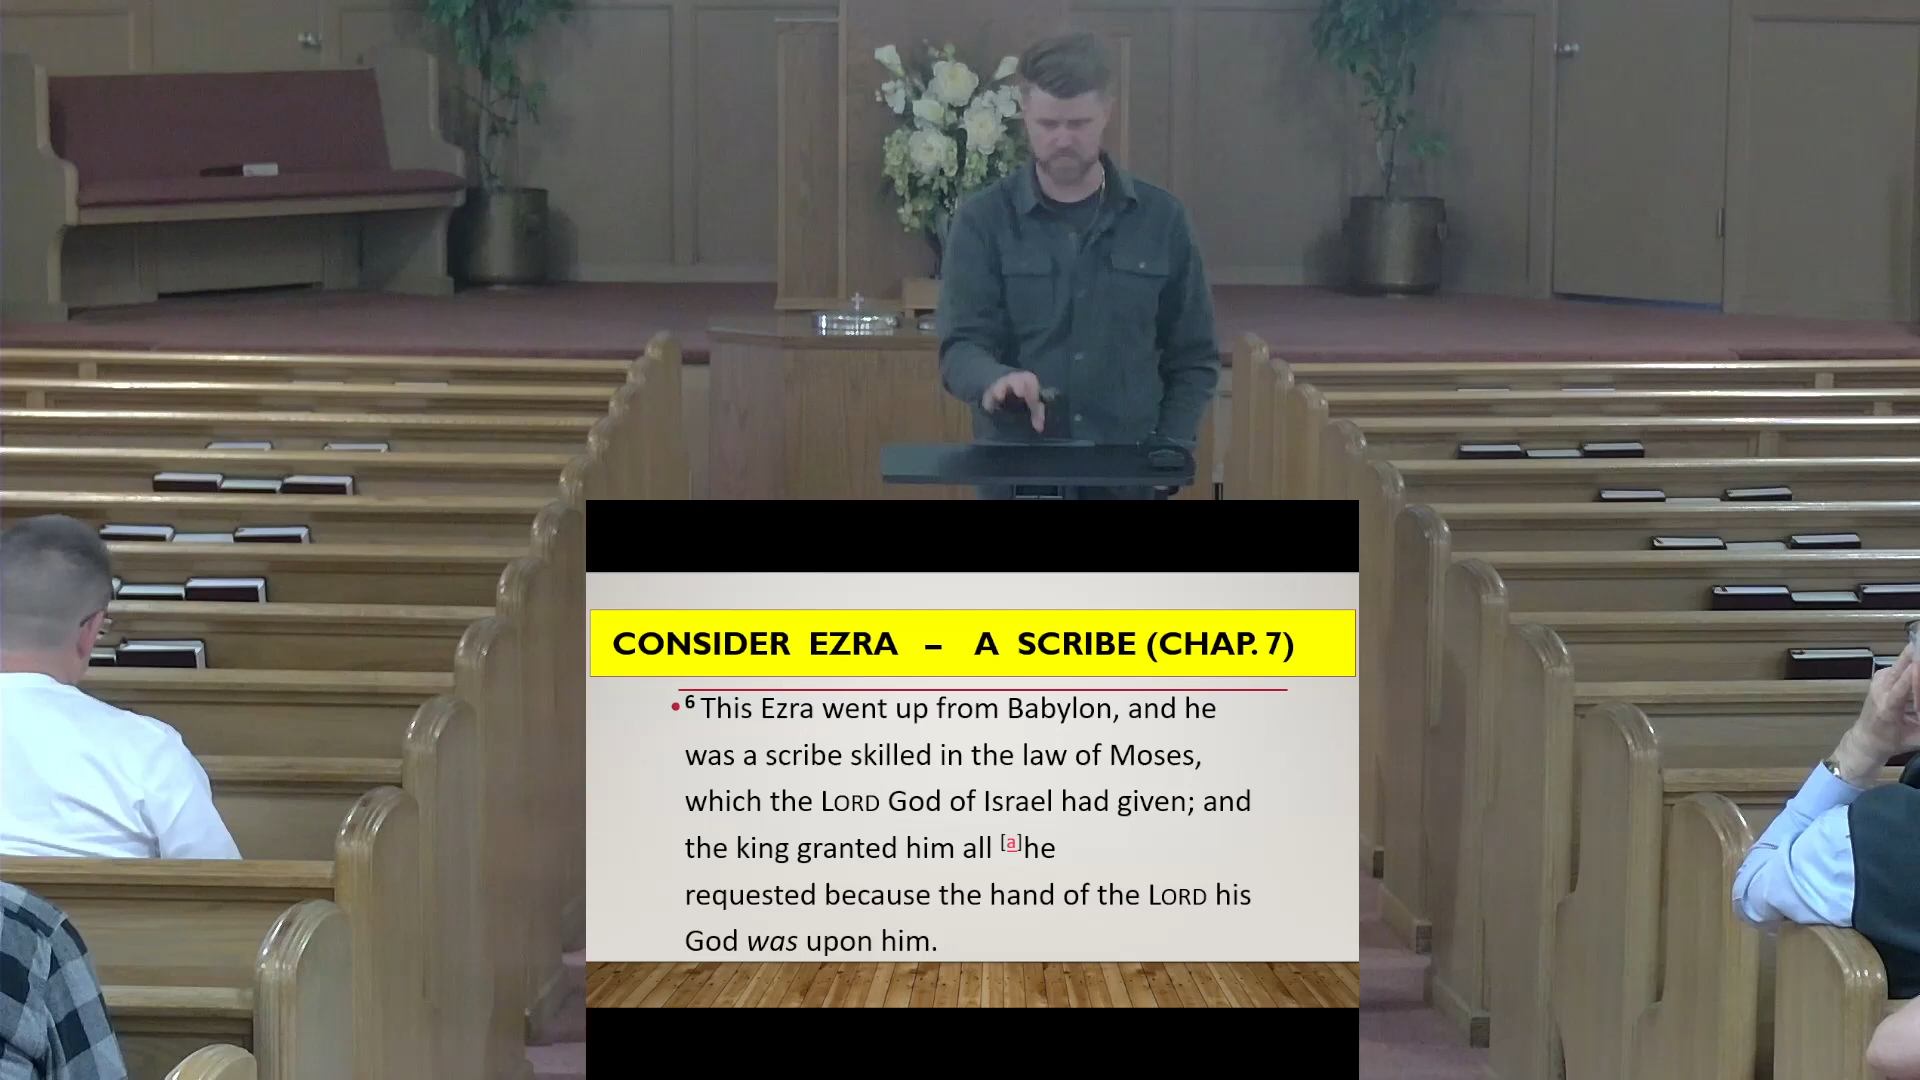 CONSIDER EZRA – A SCRIBE (CHAP. 7)
• 6 This Ezra went up from Babylon, and he
was a scribe skilled in the law of Moses,
which the LORD God of Israel had given; and
the king granted him all [a]he
requested because the hand of the LORD his
God was upon him.